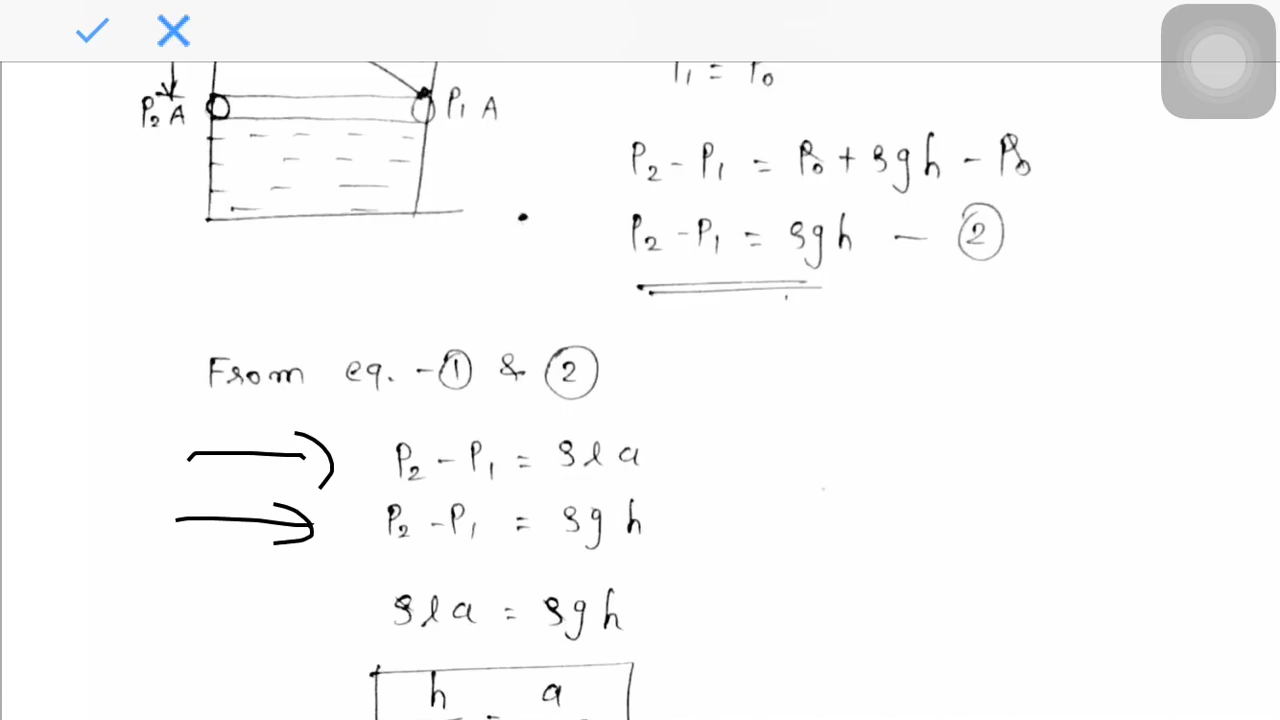 P₁ = P₀
P₂ A
P₁ A
P₂ - P₁ = P₀ + ρgh - P₀
P₂ - P₁ = ρgh — ②
From eq. - ① & ②
P₂ - P₁ = ρla
P₂ - P₁ = ρgh
ρla = ρgh
h = a